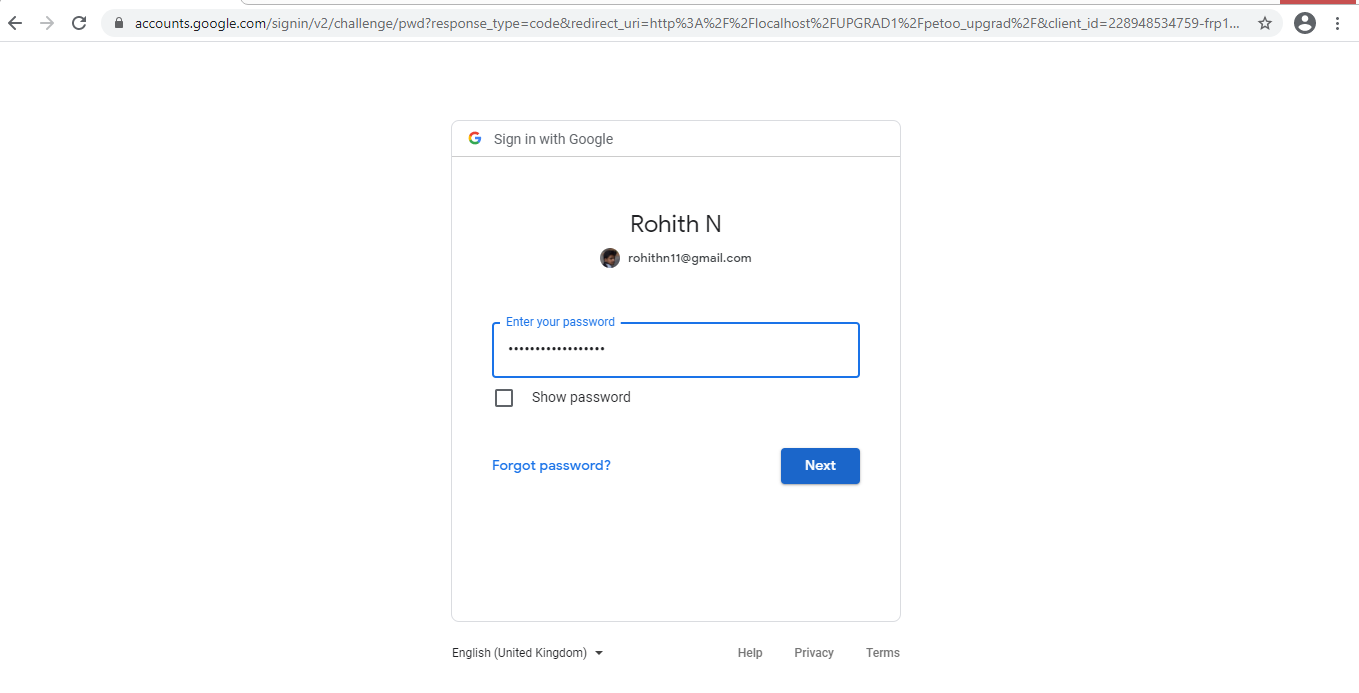 accounts.google.com/signin/v2/challenge/pwd?response_type=code&redirect_uri=http%3A%2F%2Flocalhost%2FUPGRAD1%2Fpetoo_upgrad%2F&client_id=228948534759-frp1...
Sign in with Google
Rohith N
rohithn11@gmail.com
Enter your password
••••••••••••••••••
Show password
Forgot password?
Next
English (United Kingdom)
Help Privacy Terms